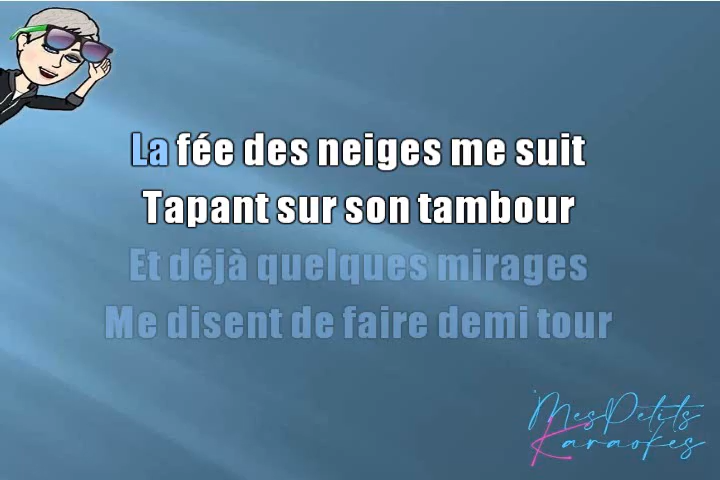 La fée des neiges me suit
Tapant sur son tambour
Et déjà quelques mirages
Me disent de faire demi tour
MesPetits
Karaokes